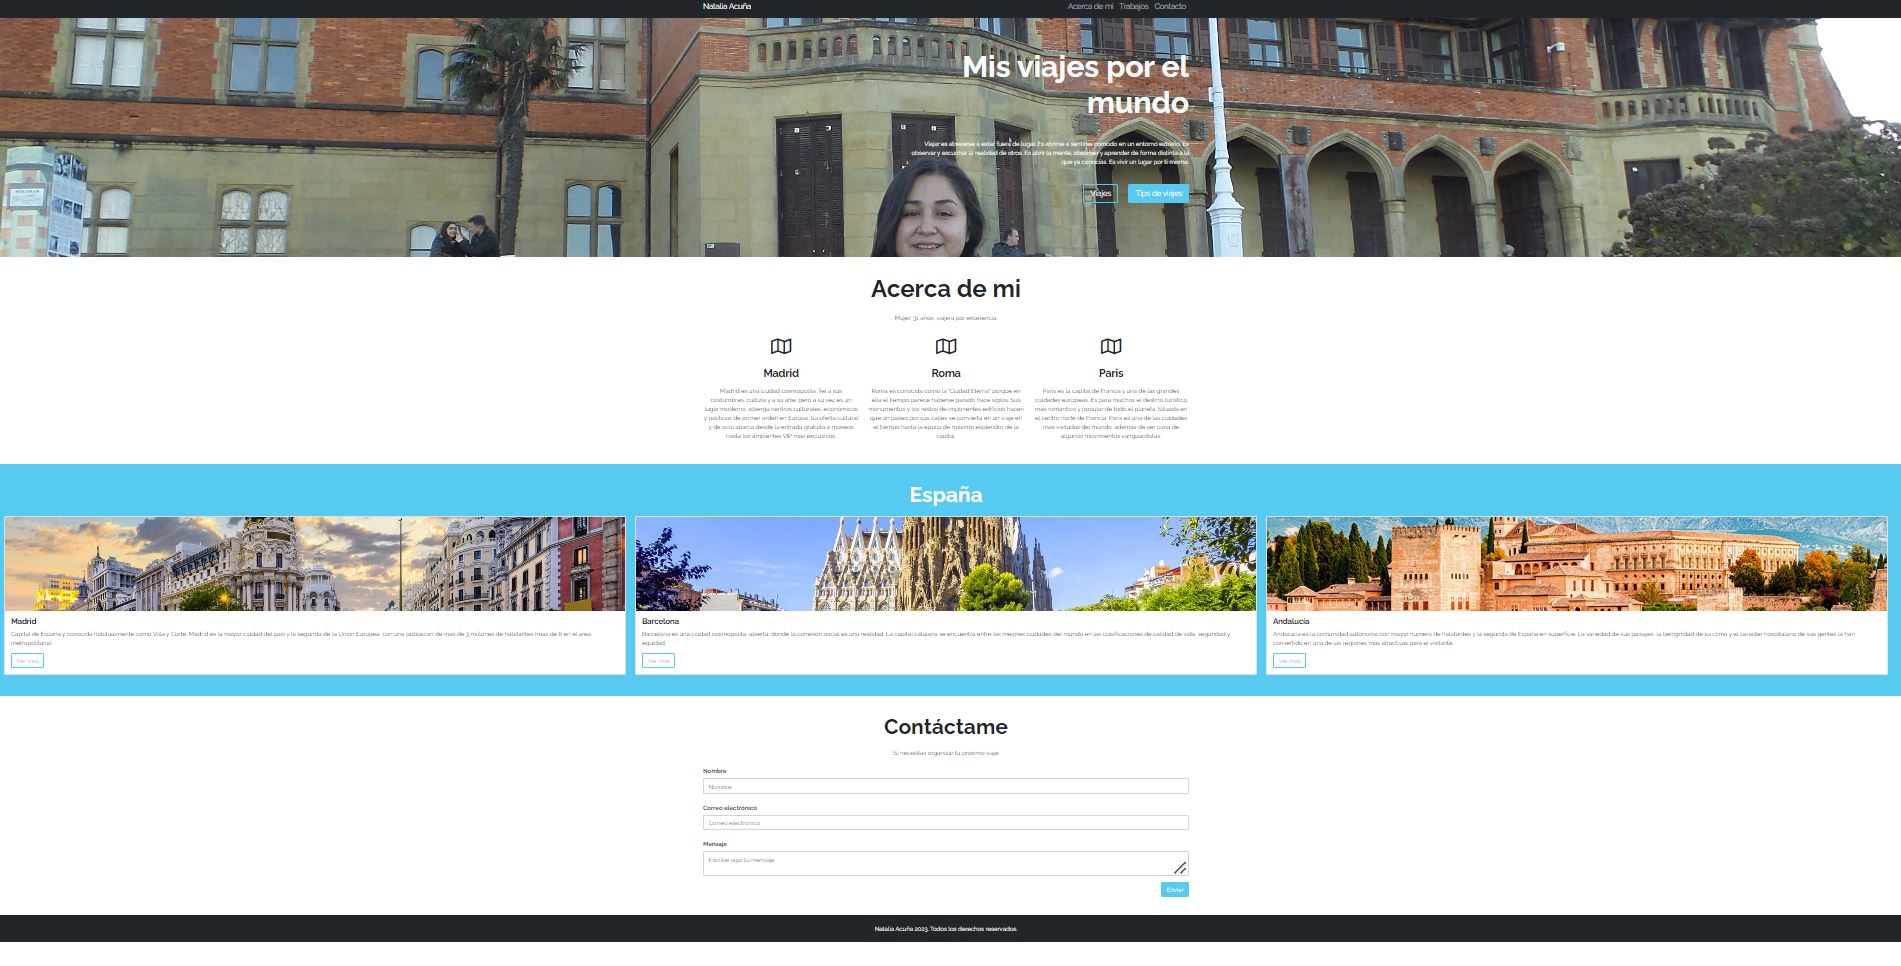 Natalia Acuña
Acerca de mi Trabajos Contacto
Mis viajes por el
mundo
Viajar es atreverse a estar fuera de lugar. Es abrirse a sentirse cómodo en un entorno extraño. Es
observar y escuchar la realidad de otros. Es abrir la mente, absorber y aprender de forma distinta a la
que ya conocías. Es vivir un lugar por ti mismo.
Viajes
Tips de viajes
Acerca de mi
Mujer, 31 años, viajera por excelencia
Madrid
Madrid es una ciudad cosmopolita, fiel a sus
costumbres, cultura y a su arte, pero a su vez es un
lugar moderno, alberga centros culturales, económicos
y políticos de primer orden en Europa. Su oferta cultural
y de ocio abarca desde la entrada gratuita a museos
hasta los ambientes VIP mas exclusivos.
Roma
Roma es conocida como la "Ciudad Eterna" porque en
ella el tiempo parece haberse parado hace siglos. Sus
monumentos y los restos de imponentes edificios hacen
que un paseo por sus calles se convierta en un viaje en
el tiempo hasta la época de máximo esplendor de la
capital.
Paris
Paris es la capital de Francia y una de las grandes
ciudades europeas. Es para muchos el destino turístico
más romántico y popular de todo el planeta. Situada en
el centro norte de Francia, Paris es una de las ciudades
mas visitadas del mundo, además de ser cuna de
algunos movimientos vanguardistas.
España
Madrid
Capital de España y conocida habitualmente como Villa y Corte, Madrid es la mayor ciudad del país y la segunda de la Unión Europea, con una población de mas de 3 millones de habitantes (mas de 6 en el área
metropolitana).
Ver mas
Barcelona
Barcelona es una ciudad cosmopolita, abierta, donde la cohesión social es una realidad. La capital catalana se encuentra entre las mejores ciudades del mundo en las clasificaciones de calidad de vida, seguridad y
equidad.
Ver mas
Andalucía
Andalucía es la comunidad autónoma con mayor número de habitantes y la segunda de España en superficie. La variedad de sus paisajes, la benignidad de su clima y el carácter hospitalario de sus gentes la han
convertido en una de las regiones mas atractivas para el visitante.
Ver mas
Contáctame
Si necesitas organizar tu próximo viaje
Nombre
Nombre
Correo electrónico
Correo electrónico
Mensaje
Escribe aquí tu mensaje
Enviar
Natalia Acuña 2023. Todos los derechos reservados.